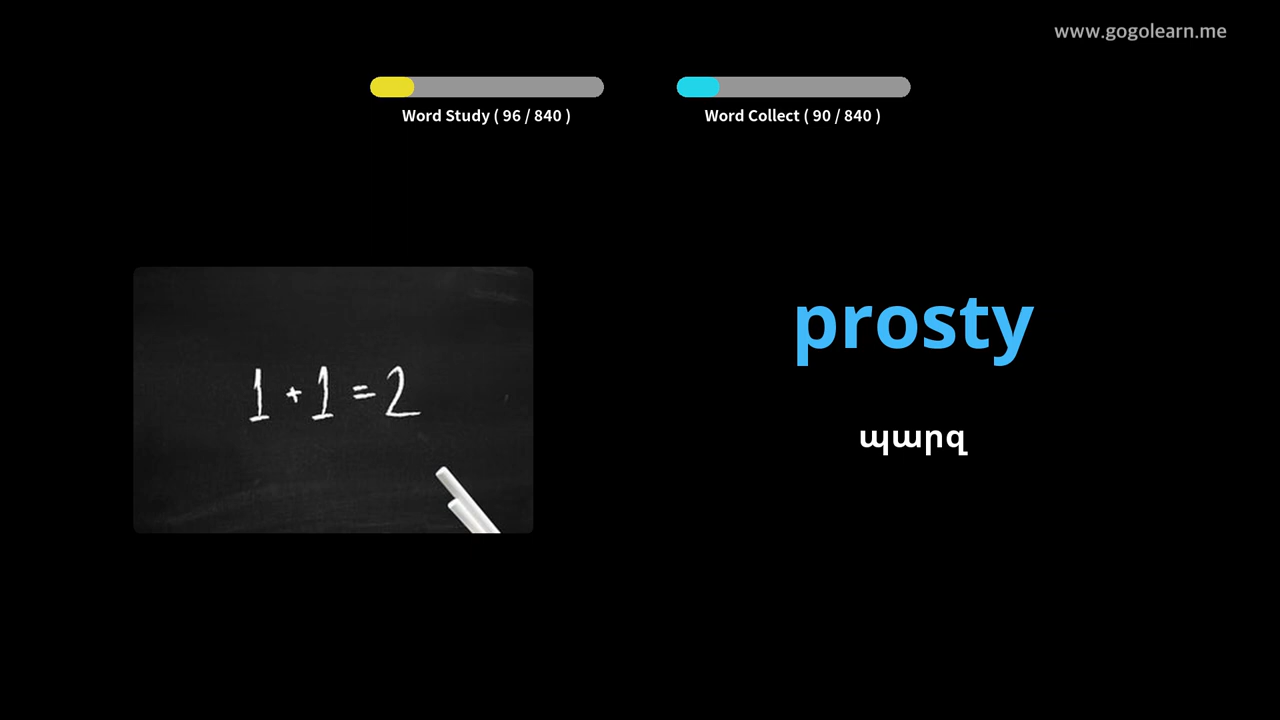 www.gogolearn.me
Word Study ( 96 / 840 )
Word Collect ( 90 / 840 )
1 + 1 = 2
prosty
պարզ